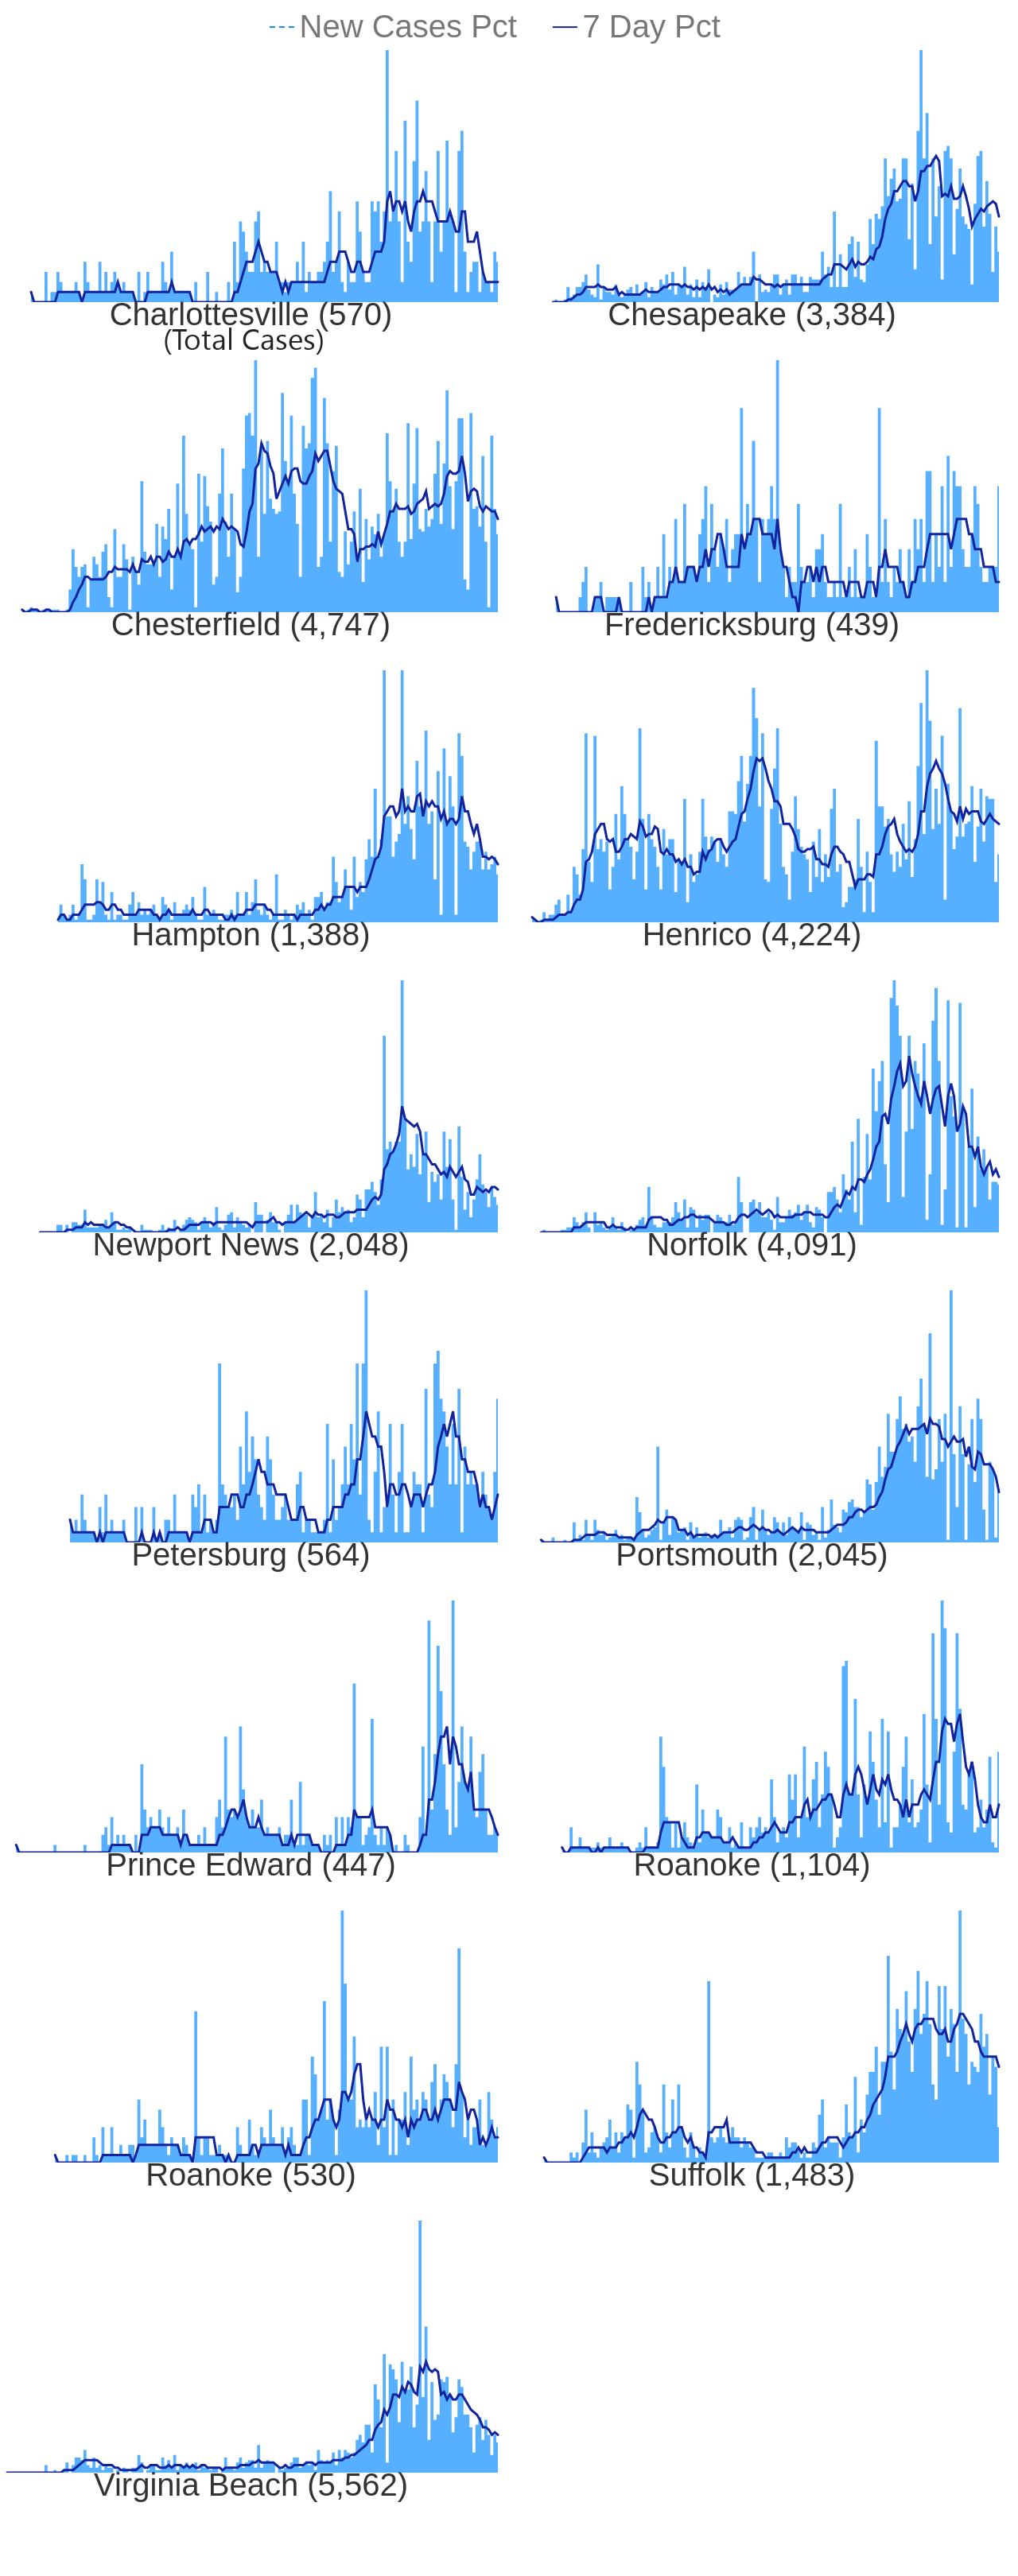 New Cases Pct 7 Day Pct
Charlottesville (570) Chesapeake (3,384)
(Total Cases)
Chesterfield (4,747) Fredericksburg (439)
Hampton (1,388) Henrico (4,224)
Newport News (2,048) Norfolk (4,091)
Petersburg (564) Portsmouth (2,045)
Prince Edward (447) Roanoke (1,104)
Roanoke (530) Suffolk (1,483)
Virginia Beach (5,562)